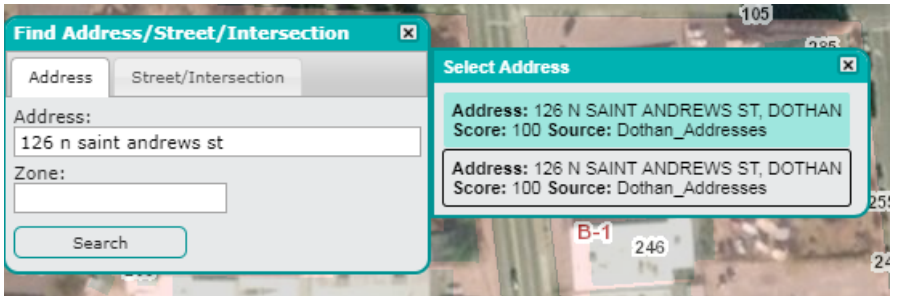 105
Find Address/Street/Intersection
285
Select Address
Address
Street/Intersection
Address: 126 N SAINT ANDREWS ST, DOTHAN
Score: 100 Source: Dothan_Addresses
Address:
126 n saint andrews st
Address: 126 N SAINT ANDREWS ST, DOTHAN
Score: 100 Source: Dothan_Addresses
Zone:
255
B-1
Search
246